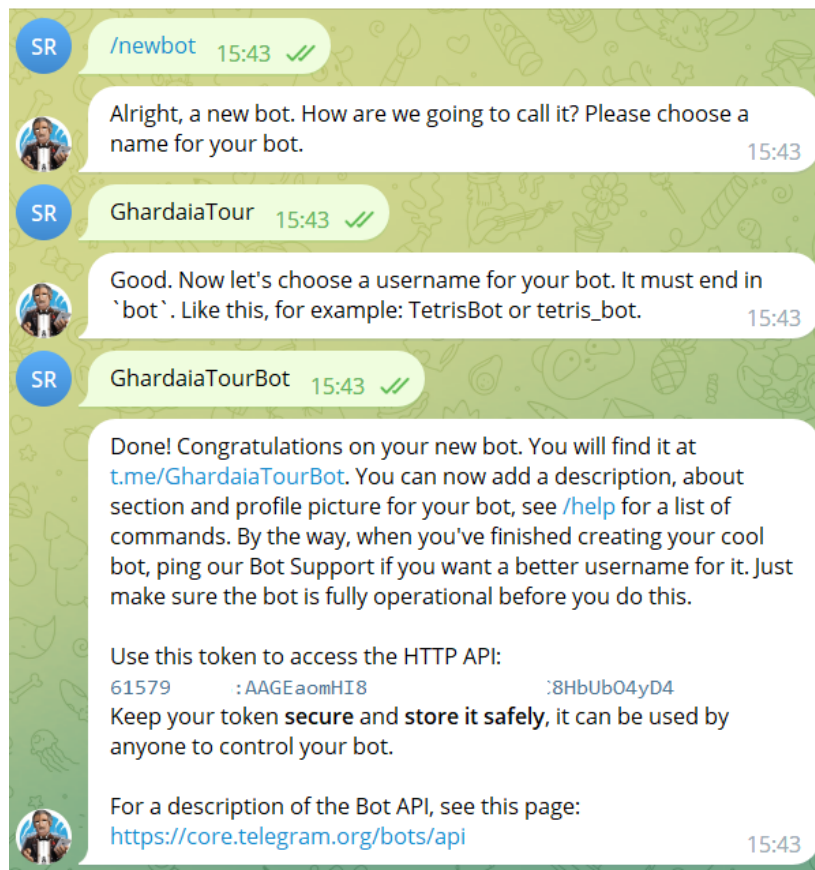 SR
/newbot 15:43
Alright, a new bot. How are we going to call it? Please choose a
name for your bot.
15:43
SR
GhardaiaTour 15:43
Good. Now let's choose a username for your bot. It must end in
`bot`. Like this, for example: TetrisBot or tetris_bot.
15:43
SR
GhardaiaTourBot 15:43
Done! Congratulations on your new bot. You will find it at
t.me/GhardaiaTourBot. You can now add a description, about
section and profile picture for your bot, see /help for a list of
commands. By the way, when you've finished creating your cool
bot, ping our Bot Support if you want a better username for it. Just
make sure the bot is fully operational before you do this.
Use this token to access the HTTP API:
61579 :AAGEaomHI8 8HbUbO4yD4
Keep your token secure and store it safely, it can be used by
anyone to control your bot.
For a description of the Bot API, see this page:
https://core.telegram.org/bots/api
15:43